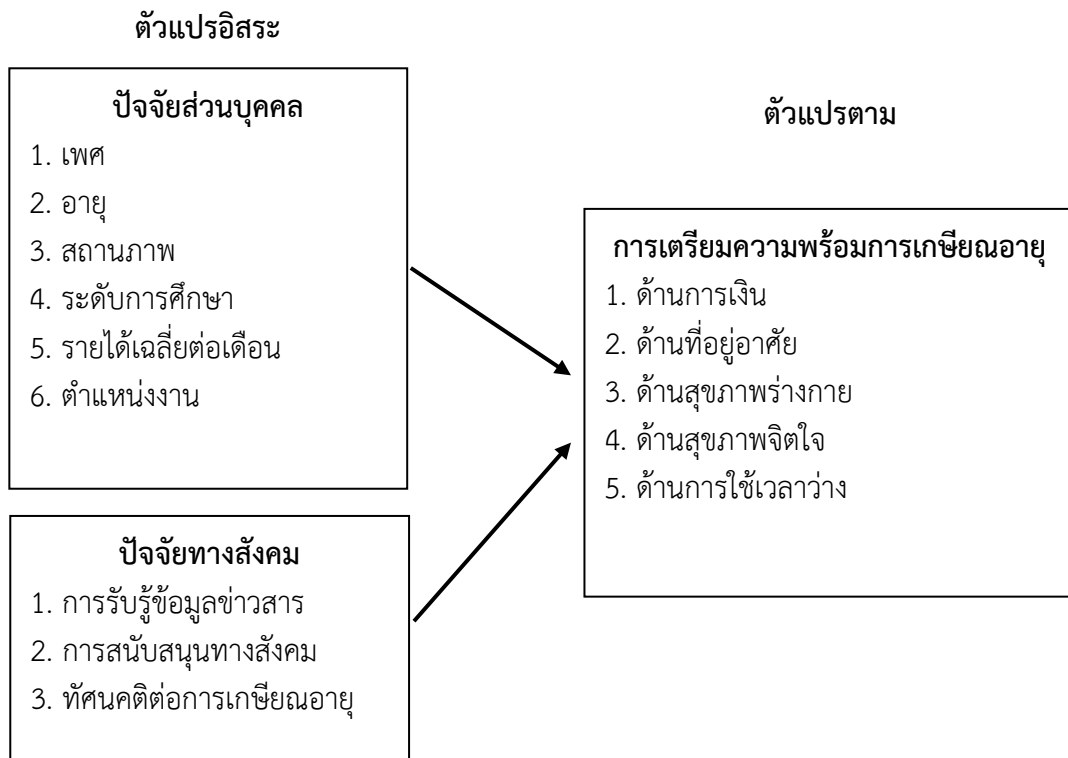 ตัวแปรอิสระ
ปัจจัยส่วนบุคคล
1. เพศ
2. อายุ
3. สถานภาพ
4. ระดับการศึกษา
5. รายได้เฉลี่ยต่อเดือน
6. ตำแหน่งงาน
ปัจจัยทางสังคม
1. การรับรู้ข้อมูลข่าวสาร
2. การสนับสนุนทางสังคม
3. ทัศนคติต่อการเกษียณอายุ
ตัวแปรตาม
การเตรียมความพร้อมการเกษียณอายุ
1. ด้านการเงิน
2. ด้านที่อยู่อาศัย
3. ด้านสุขภาพร่างกาย
4. ด้านสุขภาพจิตใจ
5. ด้านการใช้เวลาว่าง